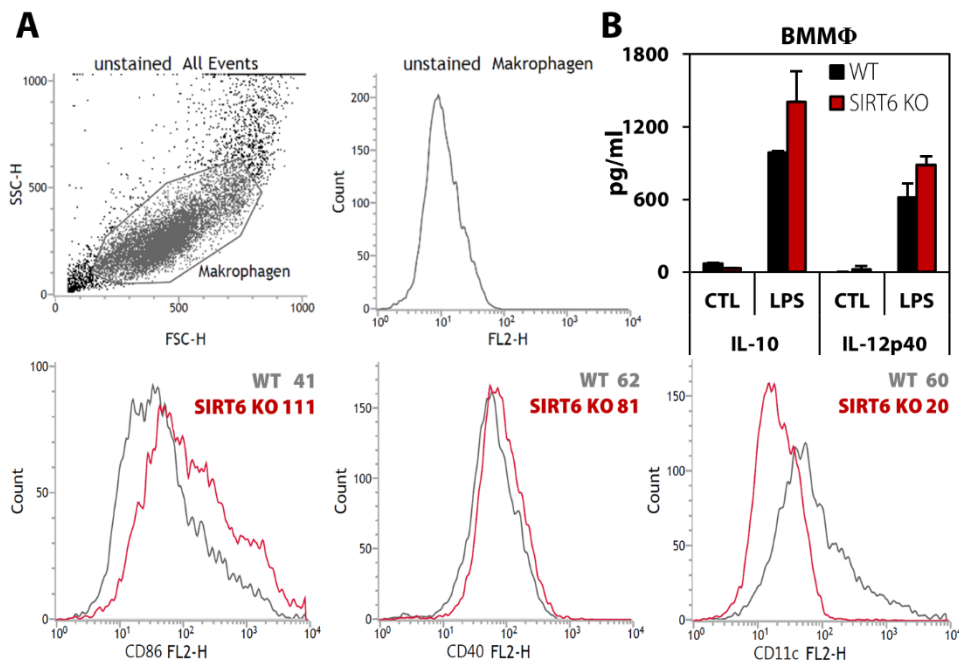 A
unstained All Events
1000
500
0
SSC-H
Makrophagen
500
1000
FSC-H
unstained Makrophagen
200
150
100
50
0
Count
10^0
10^1
10^2
10^3
10^4
FL2-H
B
BMMΦ
WT
SIRT6 KO
1800
1200
600
0
pg/ml
CTL
LPS
CTL
LPS
IL-10
IL-12p40
WT 41
SIRT6 KO 111
100
50
0
Count
10^0
10^1
10^2
10^3
10^4
CD86 FL2-H
WT 62
SIRT6 KO 81
150
100
50
0
Count
10^0
10^1
10^2
10^3
10^4
CD40 FL2-H
WT 60
SIRT6 KO 20
150
100
50
0
Count
10^0
10^1
10^2
10^3
10^4
CD11c FL2-H